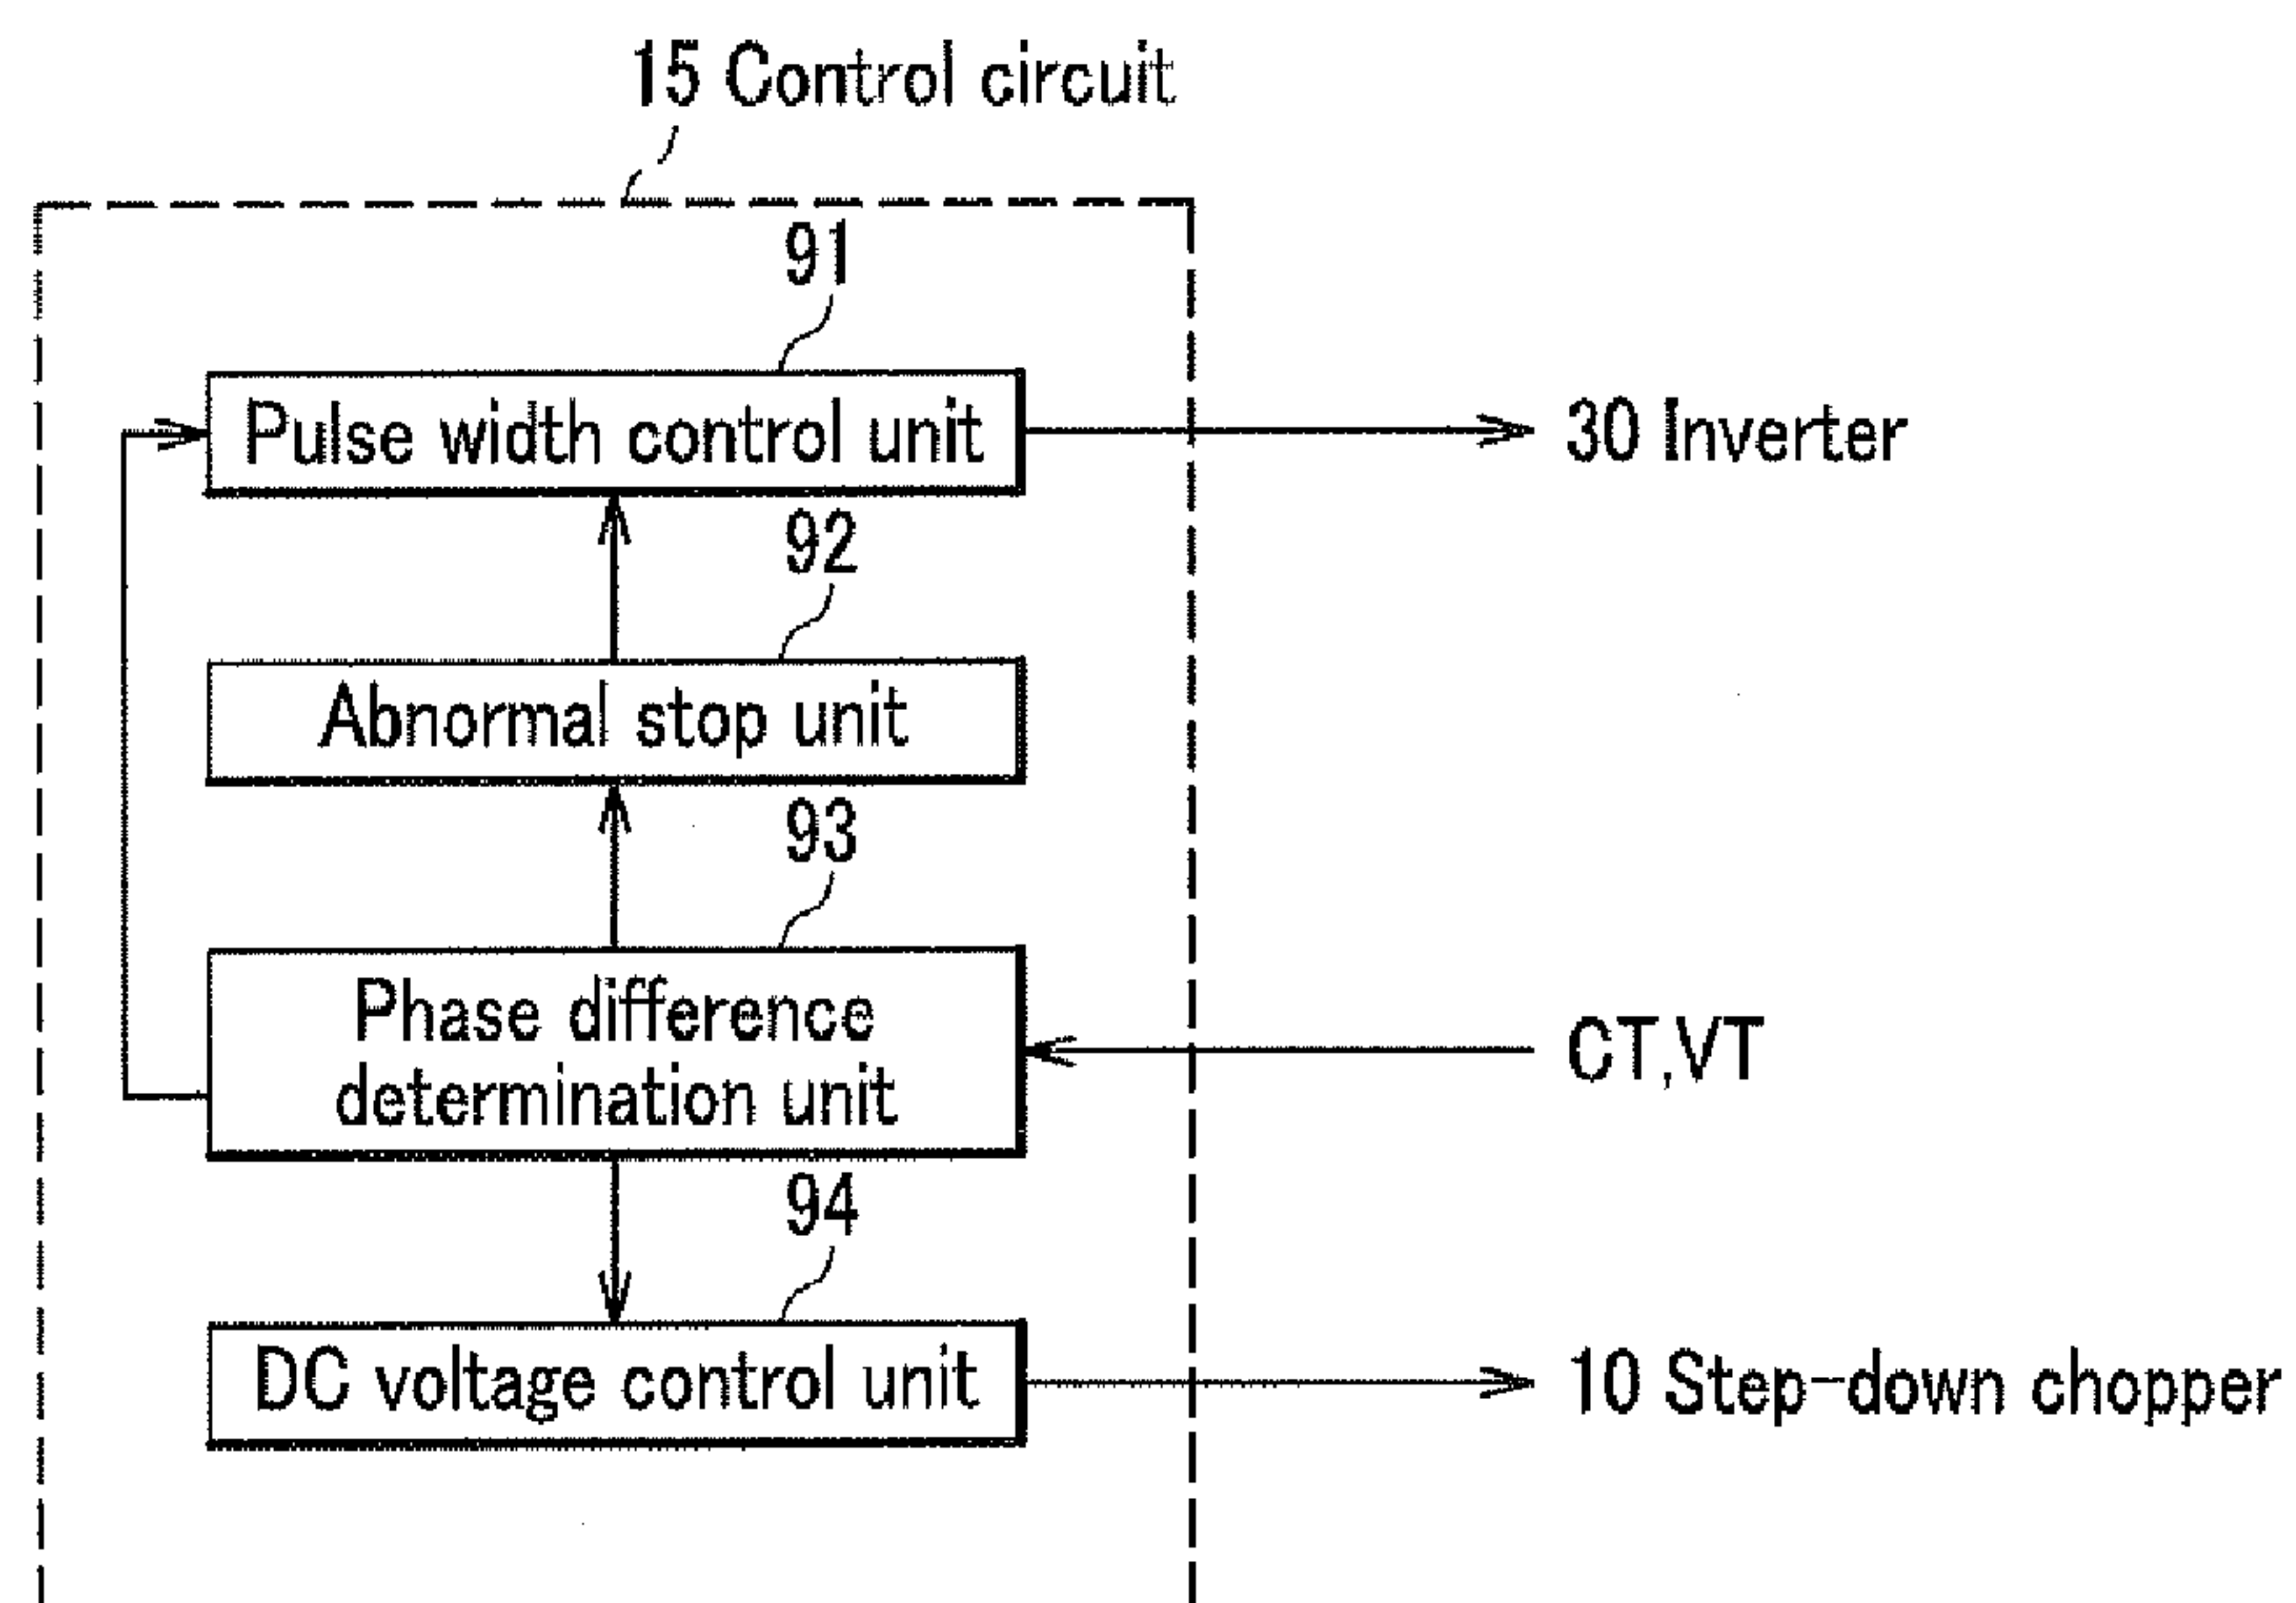 15 Control circuit
91
Pulse width control unit
30 Inverter
92
Abnormal stop unit
93
Phase difference
determination unit
CT,VT
94
DC voltage control unit
10 Step-down chopper